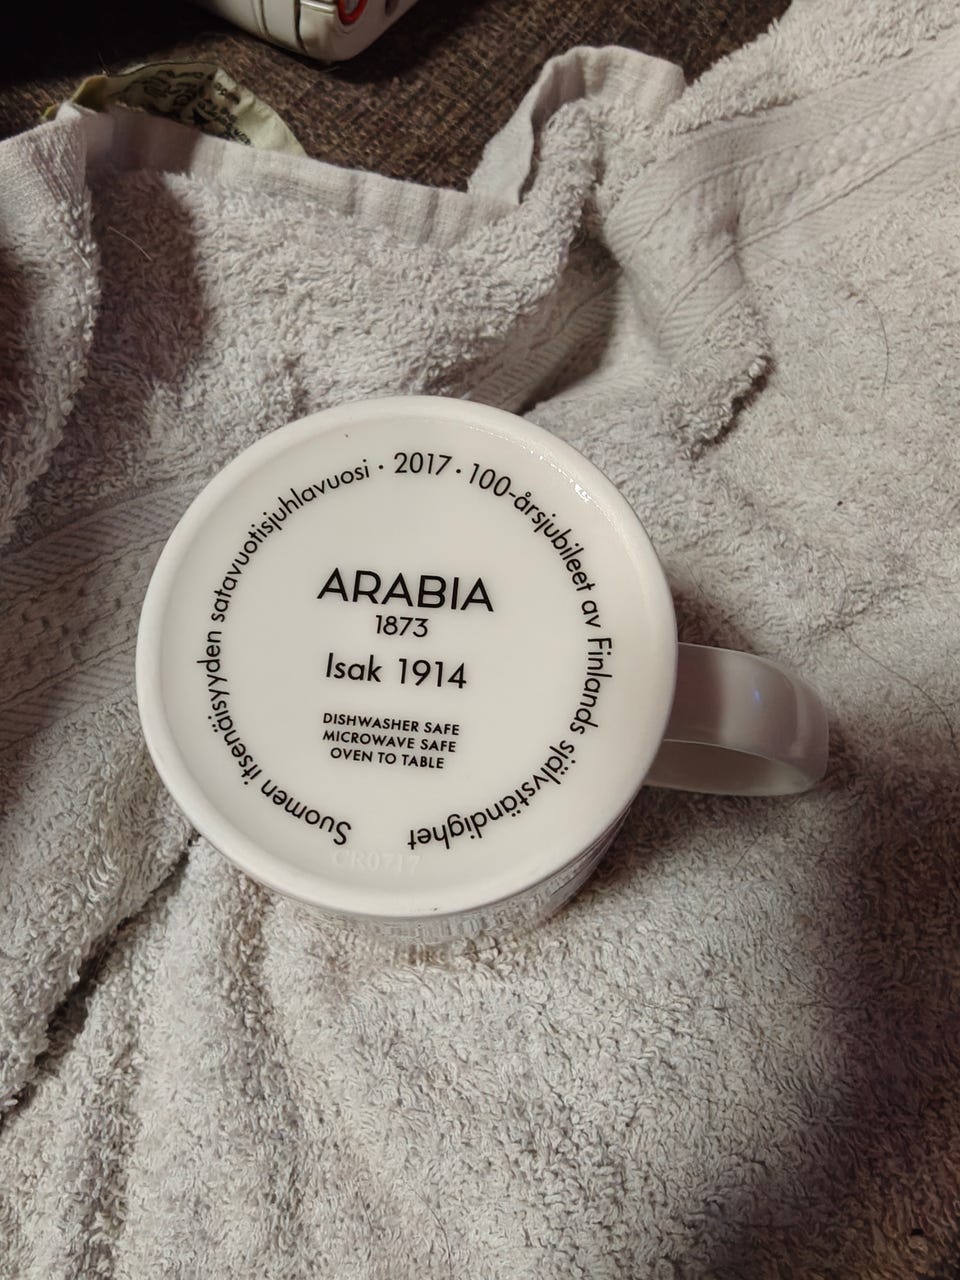 Suomen itsenäisyyden satavuotisjuhlavuosi · 2017 · 100-årsjubileet av Finlands självständighet
ARABIA
1873
Isak 1914
DISHWASHER SAFE
MICROWAVE SAFE
OVEN TO TABLE
CR0717